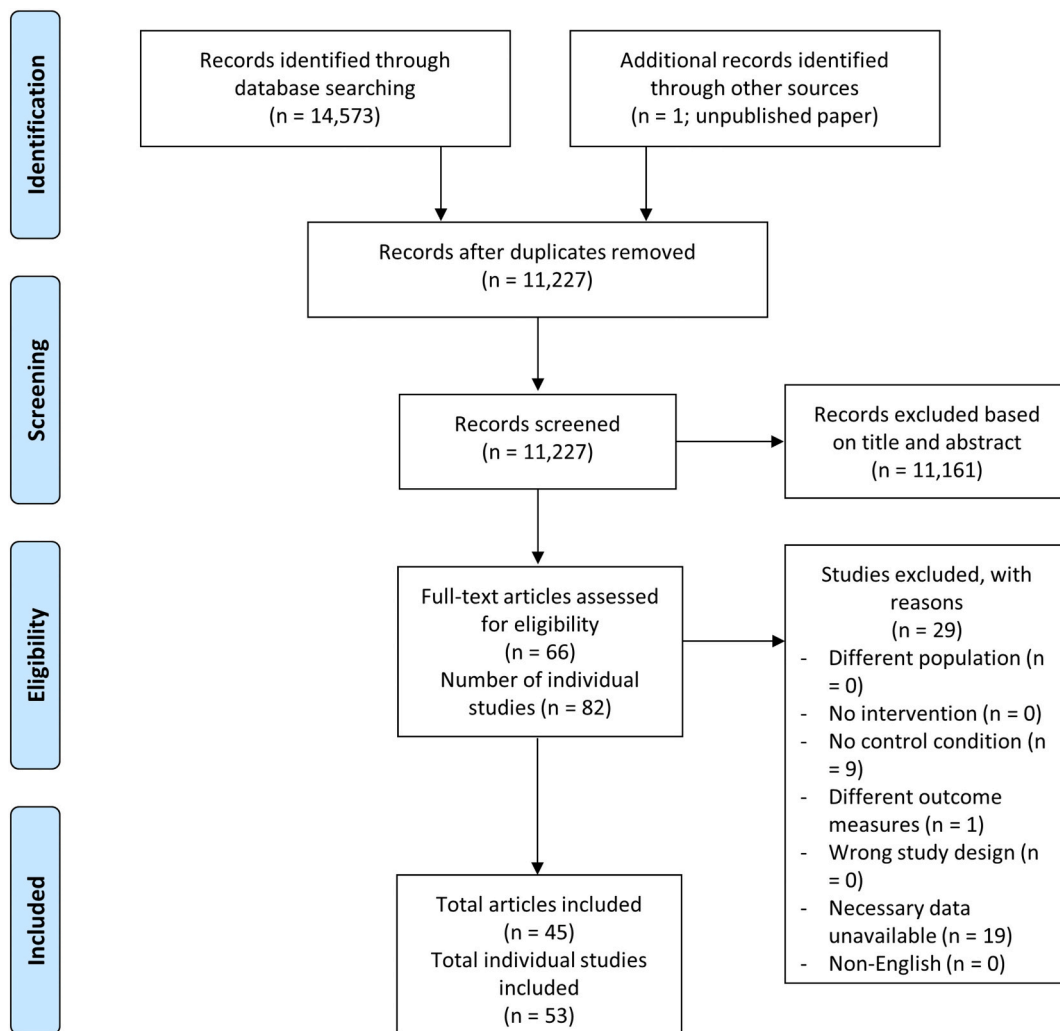 Identification
Records identified through
database searching
(n = 14,573)
Additional records identified
through other sources
(n = 1; unpublished paper)
Records after duplicates removed
(n = 11,227)
Screening
Records screened
(n = 11,227)
Records excluded based
on title and abstract
(n = 11,161)
Eligibility
Full-text articles assessed
for eligibility
(n = 66)
Number of individual
studies (n = 82)
Studies excluded, with
reasons
(n = 29)
- Different population (n
= 0)
- No intervention (n = 0)
- No control condition (n
= 9)
- Different outcome
measures (n = 1)
- Wrong study design (n
= 0)
- Necessary data
unavailable (n = 19)
- Non-English (n = 0)
Included
Total articles included
(n = 45)
Total individual studies
included
(n = 53)